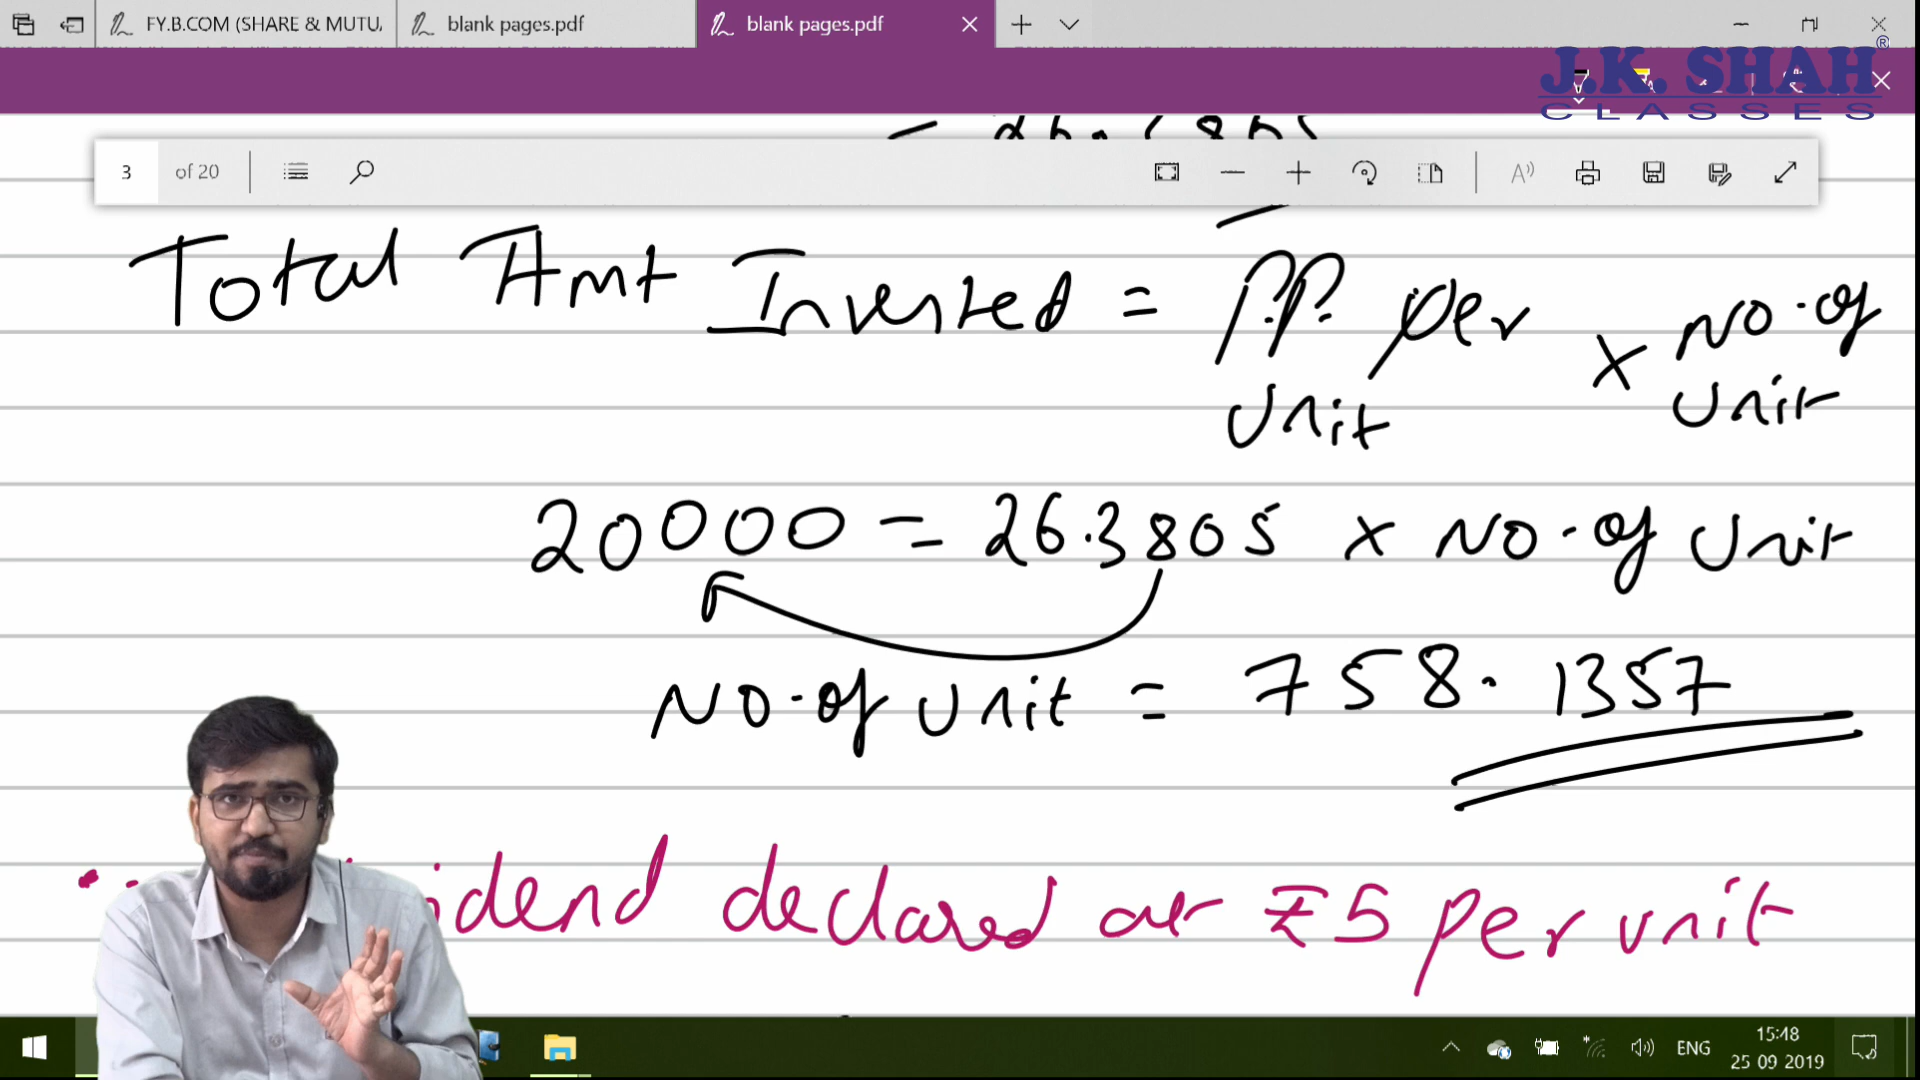 FY.B.COM (SHARE & MUTU
blank pages.pdf
blank pages.pdf
J.K. SHAH®
CLASSES
3 of 20
Total Amt Invested = P.P. per unit × No. of unit
20000 = 26.3805 × No. of unit
No. of unit = 758.1357
idend declared at ₹5 per unit
ENG
15:48
25 09 2019